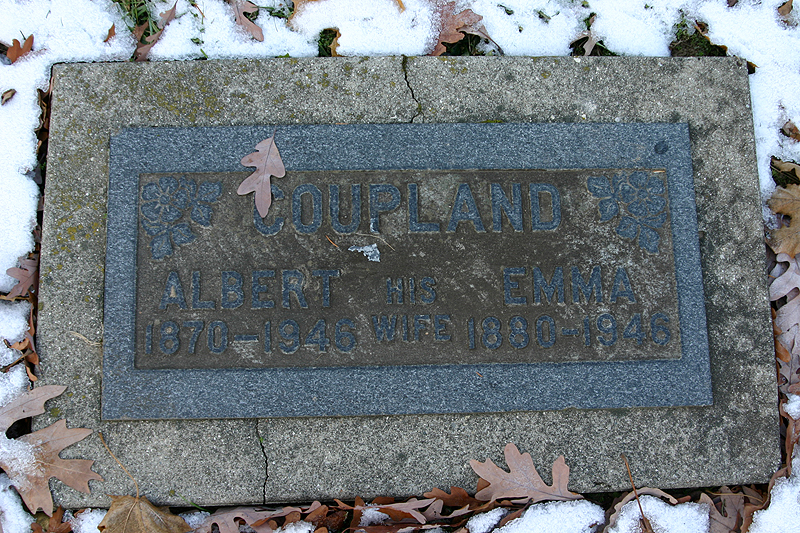 COUPLAND
ALBERT HIS EMMA
1870-1946 WIFE 1880-1946